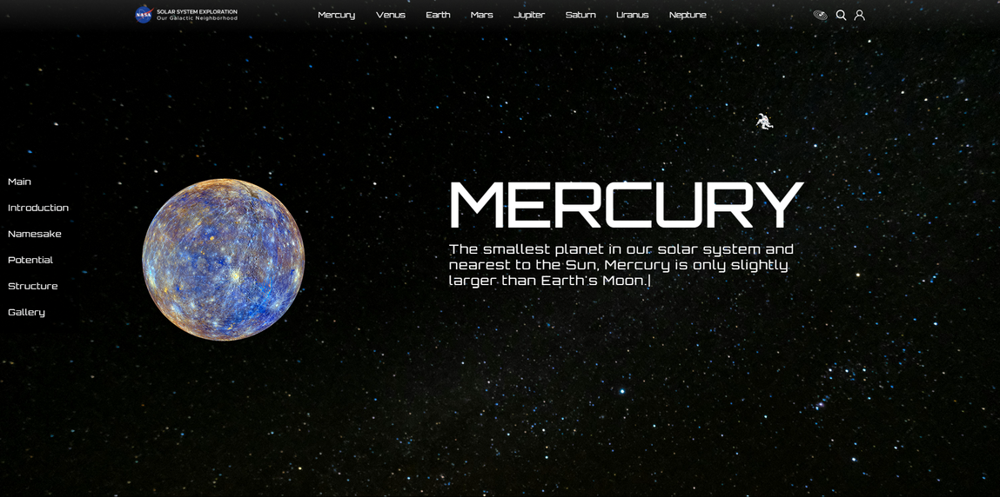 NASA
SOLAR SYSTEM EXPLORATION
Our Galactic Neighborhood
Mercury Venus Earth Mars Jupiter Saturn Uranus Neptune
Main
Introduction
Namesake
Potential
Structure
Gallery
MERCURY
The smallest planet in our solar system and
nearest to the Sun, Mercury is only slightly
larger than Earth's Moon.|